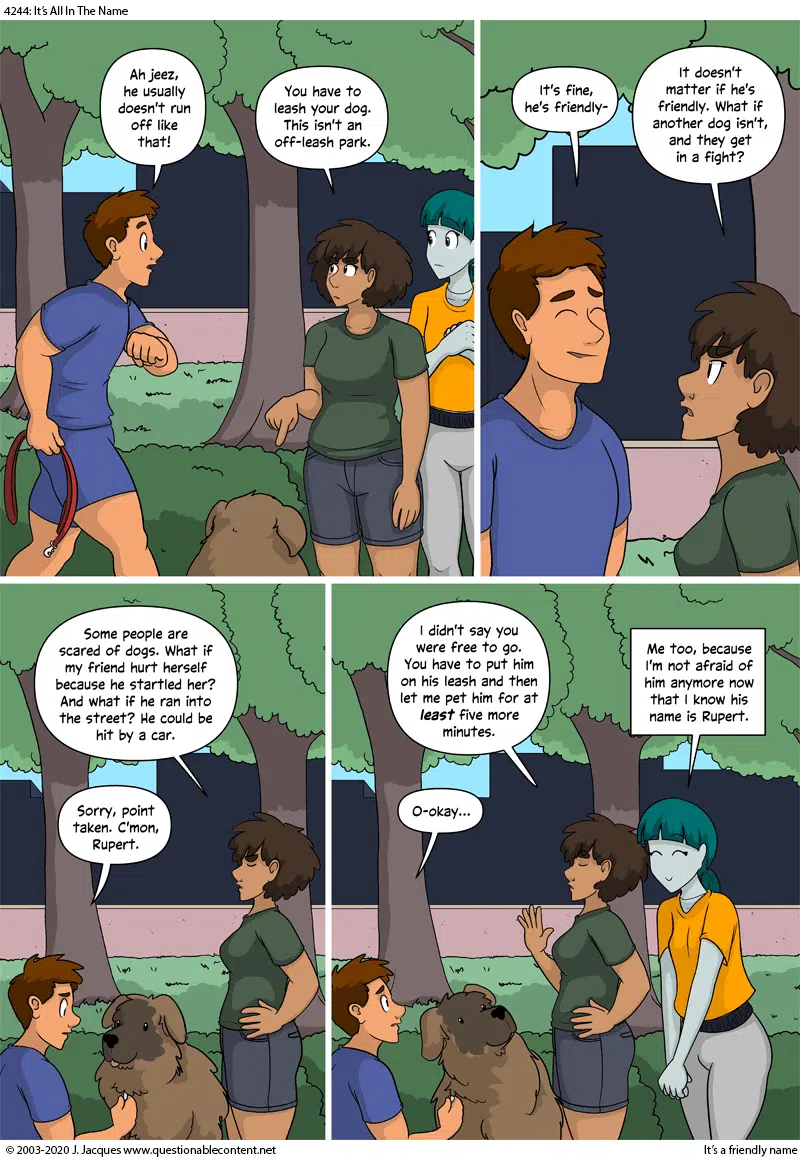 4244: It's All In The Name
Ah jeez,
he usually
doesn't run
off like
that!
You have to
leash your dog.
This isn't an
off-leash park.
It's fine,
he's friendly-
It doesn't
matter if he's
friendly. What if
another dog isn't,
and they get
in a fight?
Some people are
scared of dogs. What if
my friend hurt herself
because he startled her?
And what if he ran into
the street? He could be
hit by a car.
Sorry, point
taken. C'mon,
Rupert.
I didn't say you
were free to go.
You have to put him
on his leash and then
let me pet him for at
least five more
minutes.
O-okay...
Me too, because
I'm not afraid of
him anymore now
that I know his
name is Rupert.
© 2003-2020 J. Jacques www.questionablecontent.net
It's a friendly name